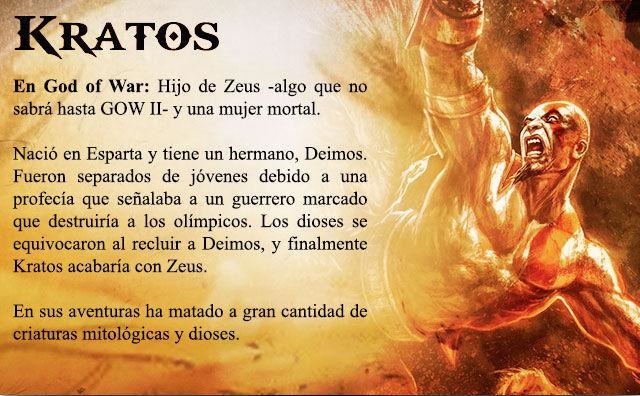 KRATOS
En God of War: Hijo de Zeus -algo que no
sabrá hasta GOW II- y una mujer mortal.
Nació en Esparta y tiene un hermano, Deimos.
Fueron separados de jóvenes debido a una
profecía que señalaba a un guerrero marcado
que destruiría a los olímpicos. Los dioses se
equivocaron al recluir a Deimos, y finalmente
Kratos acabaría con Zeus.
En sus aventuras ha matado a gran cantidad de
criaturas mitológicas y dioses.